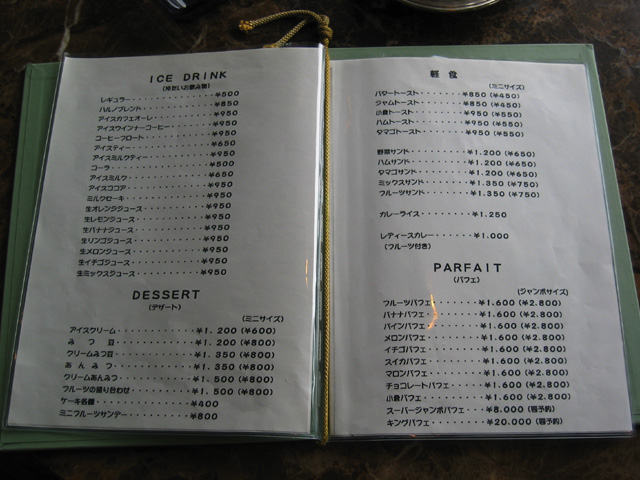 ICE DRINK
(冷たいお飲み物)
レギュラー・・・・・・・・・・・・¥500
ハルノブレンド・・・・・・・・・・¥850
アイスカフェオーレ・・・・・・・・¥950
アイスウインナーコーヒー・・・・・¥950
コーヒーフロート・・・・・・・・・¥950
アイスティー・・・・・・・・・・・¥650
アイスミルクティー・・・・・・・・¥950
コーラ・・・・・・・・・・・・・・¥500
アイスミルク・・・・・・・・・・・¥650
アイスココア・・・・・・・・・・・¥950
ミルクセーキ・・・・・・・・・・・¥950
生オレンジジュース・・・・・・・・¥950
生レモンジュース・・・・・・・・・¥950
生バナナジュース・・・・・・・・・¥950
生リンゴジュース・・・・・・・・・¥950
生メロンジュース・・・・・・・・・¥950
生イチゴジュース・・・・・・・・・¥950
生ミックスジュース・・・・・・・・¥950
DESSERT
(デザート)
(ミニサイズ)
アイスクリーム・・・・・・・・¥1.200(¥600)
みつ豆・・・・・・・・¥1.200(¥800)
クリームみつ豆・・・・・・・・¥1.350(¥800)
あんみつ・・・・・・・・¥1.350(¥800)
クリームあんみつ・・・・・・・¥1.500(¥800)
フルーツの盛り合わせ・・・・・¥1.500(¥800)
ケーキ各種・・・・・・・・・・¥400
ミニフルーツサンデー・・・・・¥800
軽食
(ミニサイズ)
バタートースト・・・・・・・¥850(¥450)
ジャムトースト・・・・・・・¥850(¥450)
小倉トースト・・・・・・・・¥950(¥550)
ハムトースト・・・・・・・・¥950(¥550)
タマゴトースト・・・・・・・¥950(¥550)
野菜サンド・・・・・・・・・¥1.200(¥650)
ハムサンド・・・・・・・・・¥1.200(¥650)
タマゴサンド・・・・・・・・¥1.200(¥650)
ミックスサンド・・・・・・・¥1.350(¥750)
フルーツサンド・・・・・・・¥1.350(¥750)
カレーライス・・・・・・・・¥1.250
レディースカレー・・・・・・¥1.000
(フルーツ付き)
PARFAIT
(パフェ)
(ジャンボサイズ)
フルーツパフェ・・・・・・¥1.600(¥2.800)
バナナパフェ・・・・・・・¥1.600(¥2.800)
パインパフェ・・・・・・・¥1.600(¥2.800)
メロンパフェ・・・・・・・¥1.600(¥2.800)
イチゴパフェ・・・・・・・¥1.600(¥2.800)
スイカパフェ・・・・・・・¥1.600(¥2.800)
マロンパフェ・・・・・・・¥1.600(¥2.800)
チョコレートパフェ・・・・¥1.600(¥2.800)
小倉パフェ・・・・・・・・¥1.600(¥2.800)
スーパージャンボパフェ・・・¥8.000(要予約)
キングパフェ・・・・・・・・¥20.000(要予約)